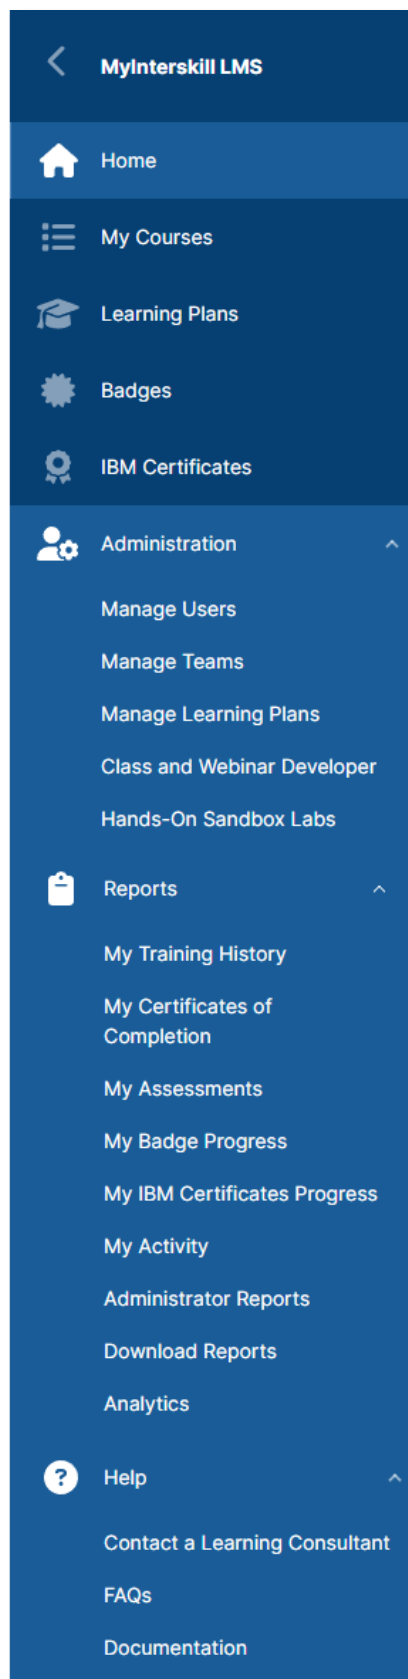 MyInterskill LMS
Home
My Courses
Learning Plans
Badges
IBM Certificates
Administration
Manage Users
Manage Teams
Manage Learning Plans
Class and Webinar Developer
Hands-On Sandbox Labs
Reports
My Training History
My Certificates of
Completion
My Assessments
My Badge Progress
My IBM Certificates Progress
My Activity
Administrator Reports
Download Reports
Analytics
?
Help
Contact a Learning Consultant
FAQs
Documentation